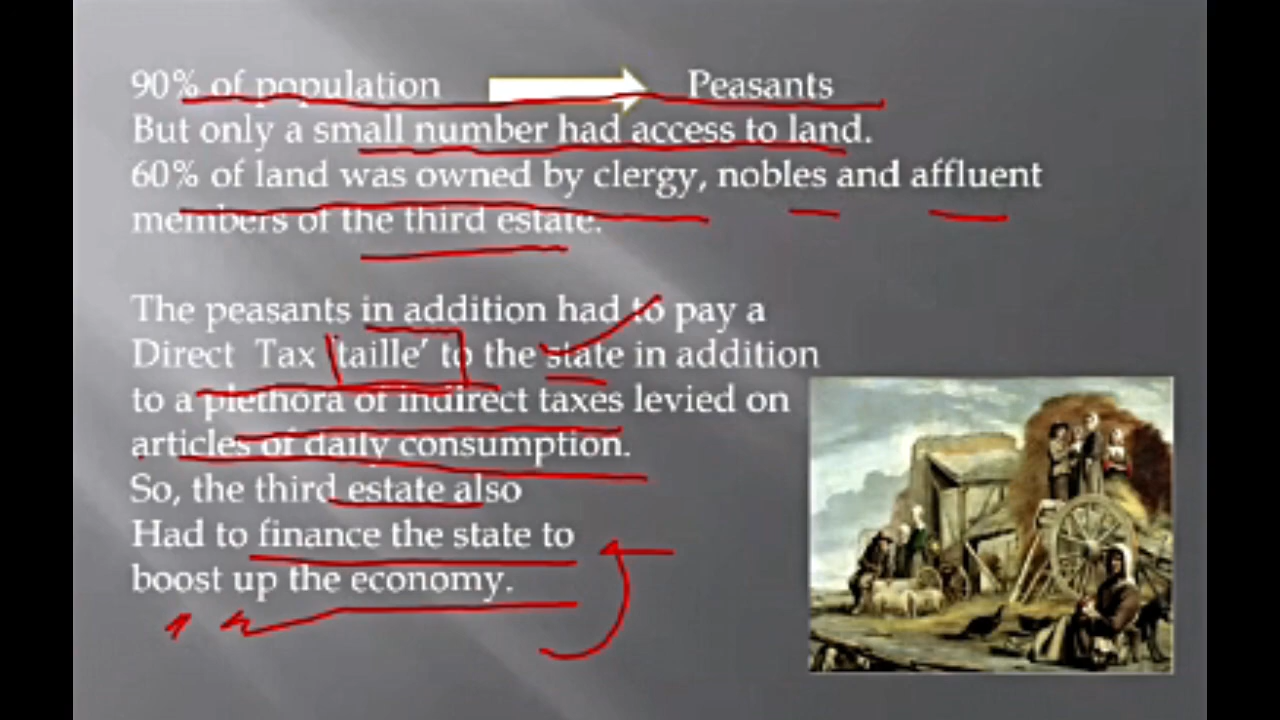 90% of population Peasants
But only a small number had access to land.
60% of land was owned by clergy, nobles and affluent
members of the third estate.
The peasants in addition had to pay a
Direct Tax 'taille' to the state in addition
to a plethora of indirect taxes levied on
articles of daily consumption.
So, the third estate also
Had to finance the state to
boost up the economy.